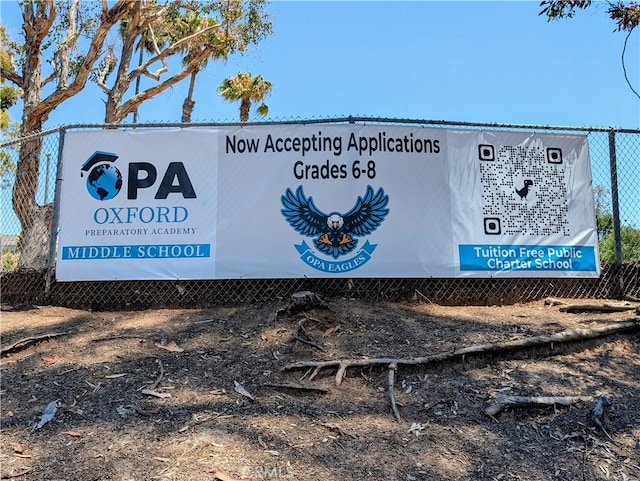 OPA
OXFORD
PREPARATORY ACADEMY
MIDDLE SCHOOL
Now Accepting Applications
Grades 6-8
OPA EAGLES
Tuition Free Public
Charter School
CRMLS